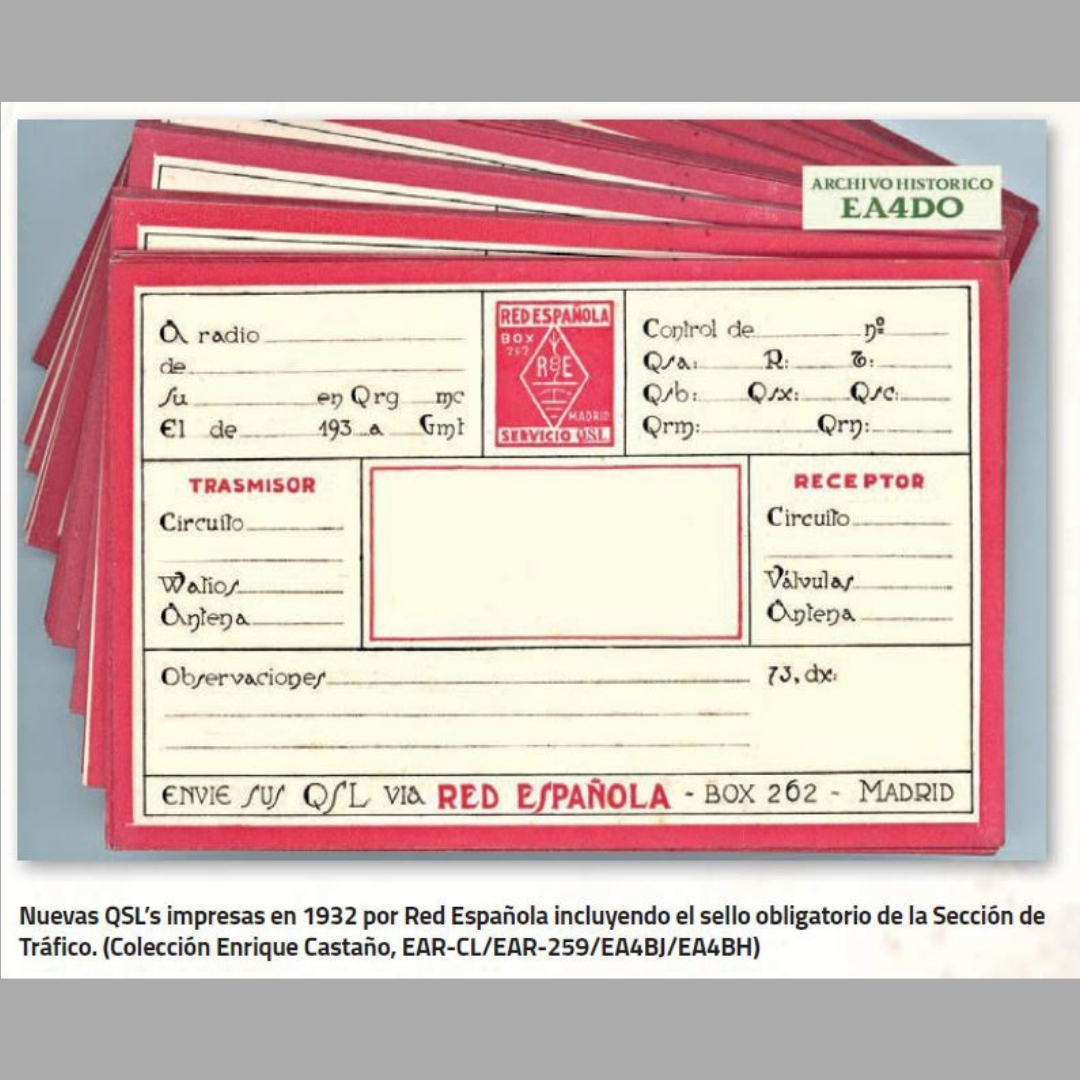 ARCHIVO HISTORICO
EA4DO
A radio
de
Su en Qrg mc
El de 193 a Gmt
RED ESPAÑOLA
BOX
262
R E
MADRID
SERVICIO QSL
Control de nº
Qsa: R: T:
Qsb: Qsx: Qsc:
Qrm: Qrn:
TRASMISOR
Circuito
Watios
Antena
RECEPTOR
Circuito
Válvulas
Antena
Observaciones
73, dx:
ENVIE SUS QSL VIA RED ESPAÑOLA - BOX 262 - MADRID
Nuevas QSL’s impresas en 1932 por Red Española incluyendo el sello obligatorio de la Sección de
Tráfico. (Colección Enrique Castaño, EAR-CL/EAR-259/EA4BJ/EA4BH)